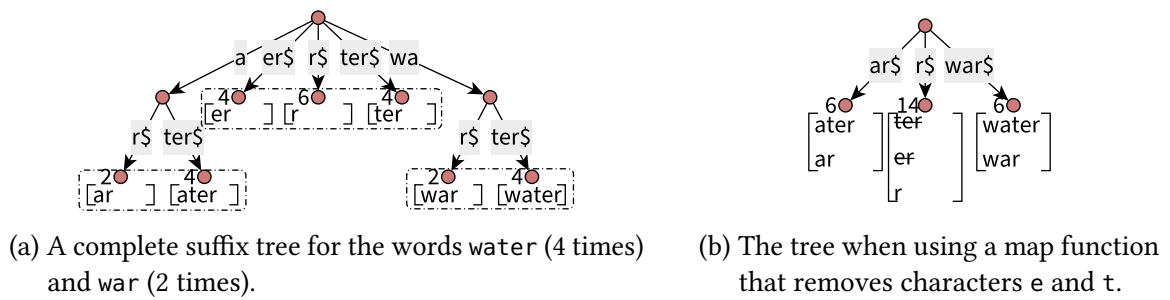 a er$ r$ ter$ wa
4 6 4
[er ] [r ] [ter ]
r$ ter$ r$ ter$
2 4 2 4
[ar ] [ater ] [war ] [water]
(a) A complete suffix tree for the words water (4 times)
and war (2 times).
ar$ r$ war$
6 14 6
ater ter water
ar er war
r
(b) The tree when using a map function
that removes characters e and t.